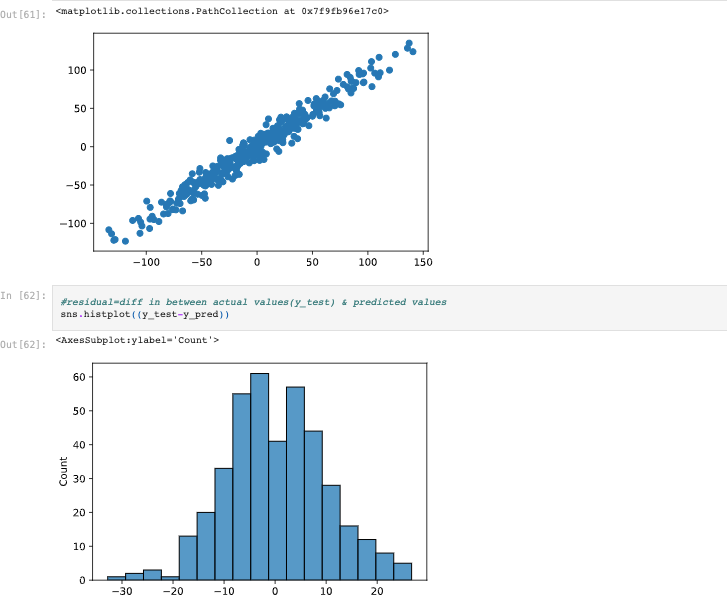 Out[61]: <matplotlib.collections.PathCollection at 0x7f9fb96e17c0>
100
50
0
−50
−100
−100 −50 0 50 100 150
In [62]: #residual=diff in between actual values(y_test) & predicted values
sns.histplot((y_test-y_pred))
Out[62]: <AxesSubplot:ylabel='Count'>
60
50
40
30
20
10
0
Count
−30 −20 −10 0 10 20